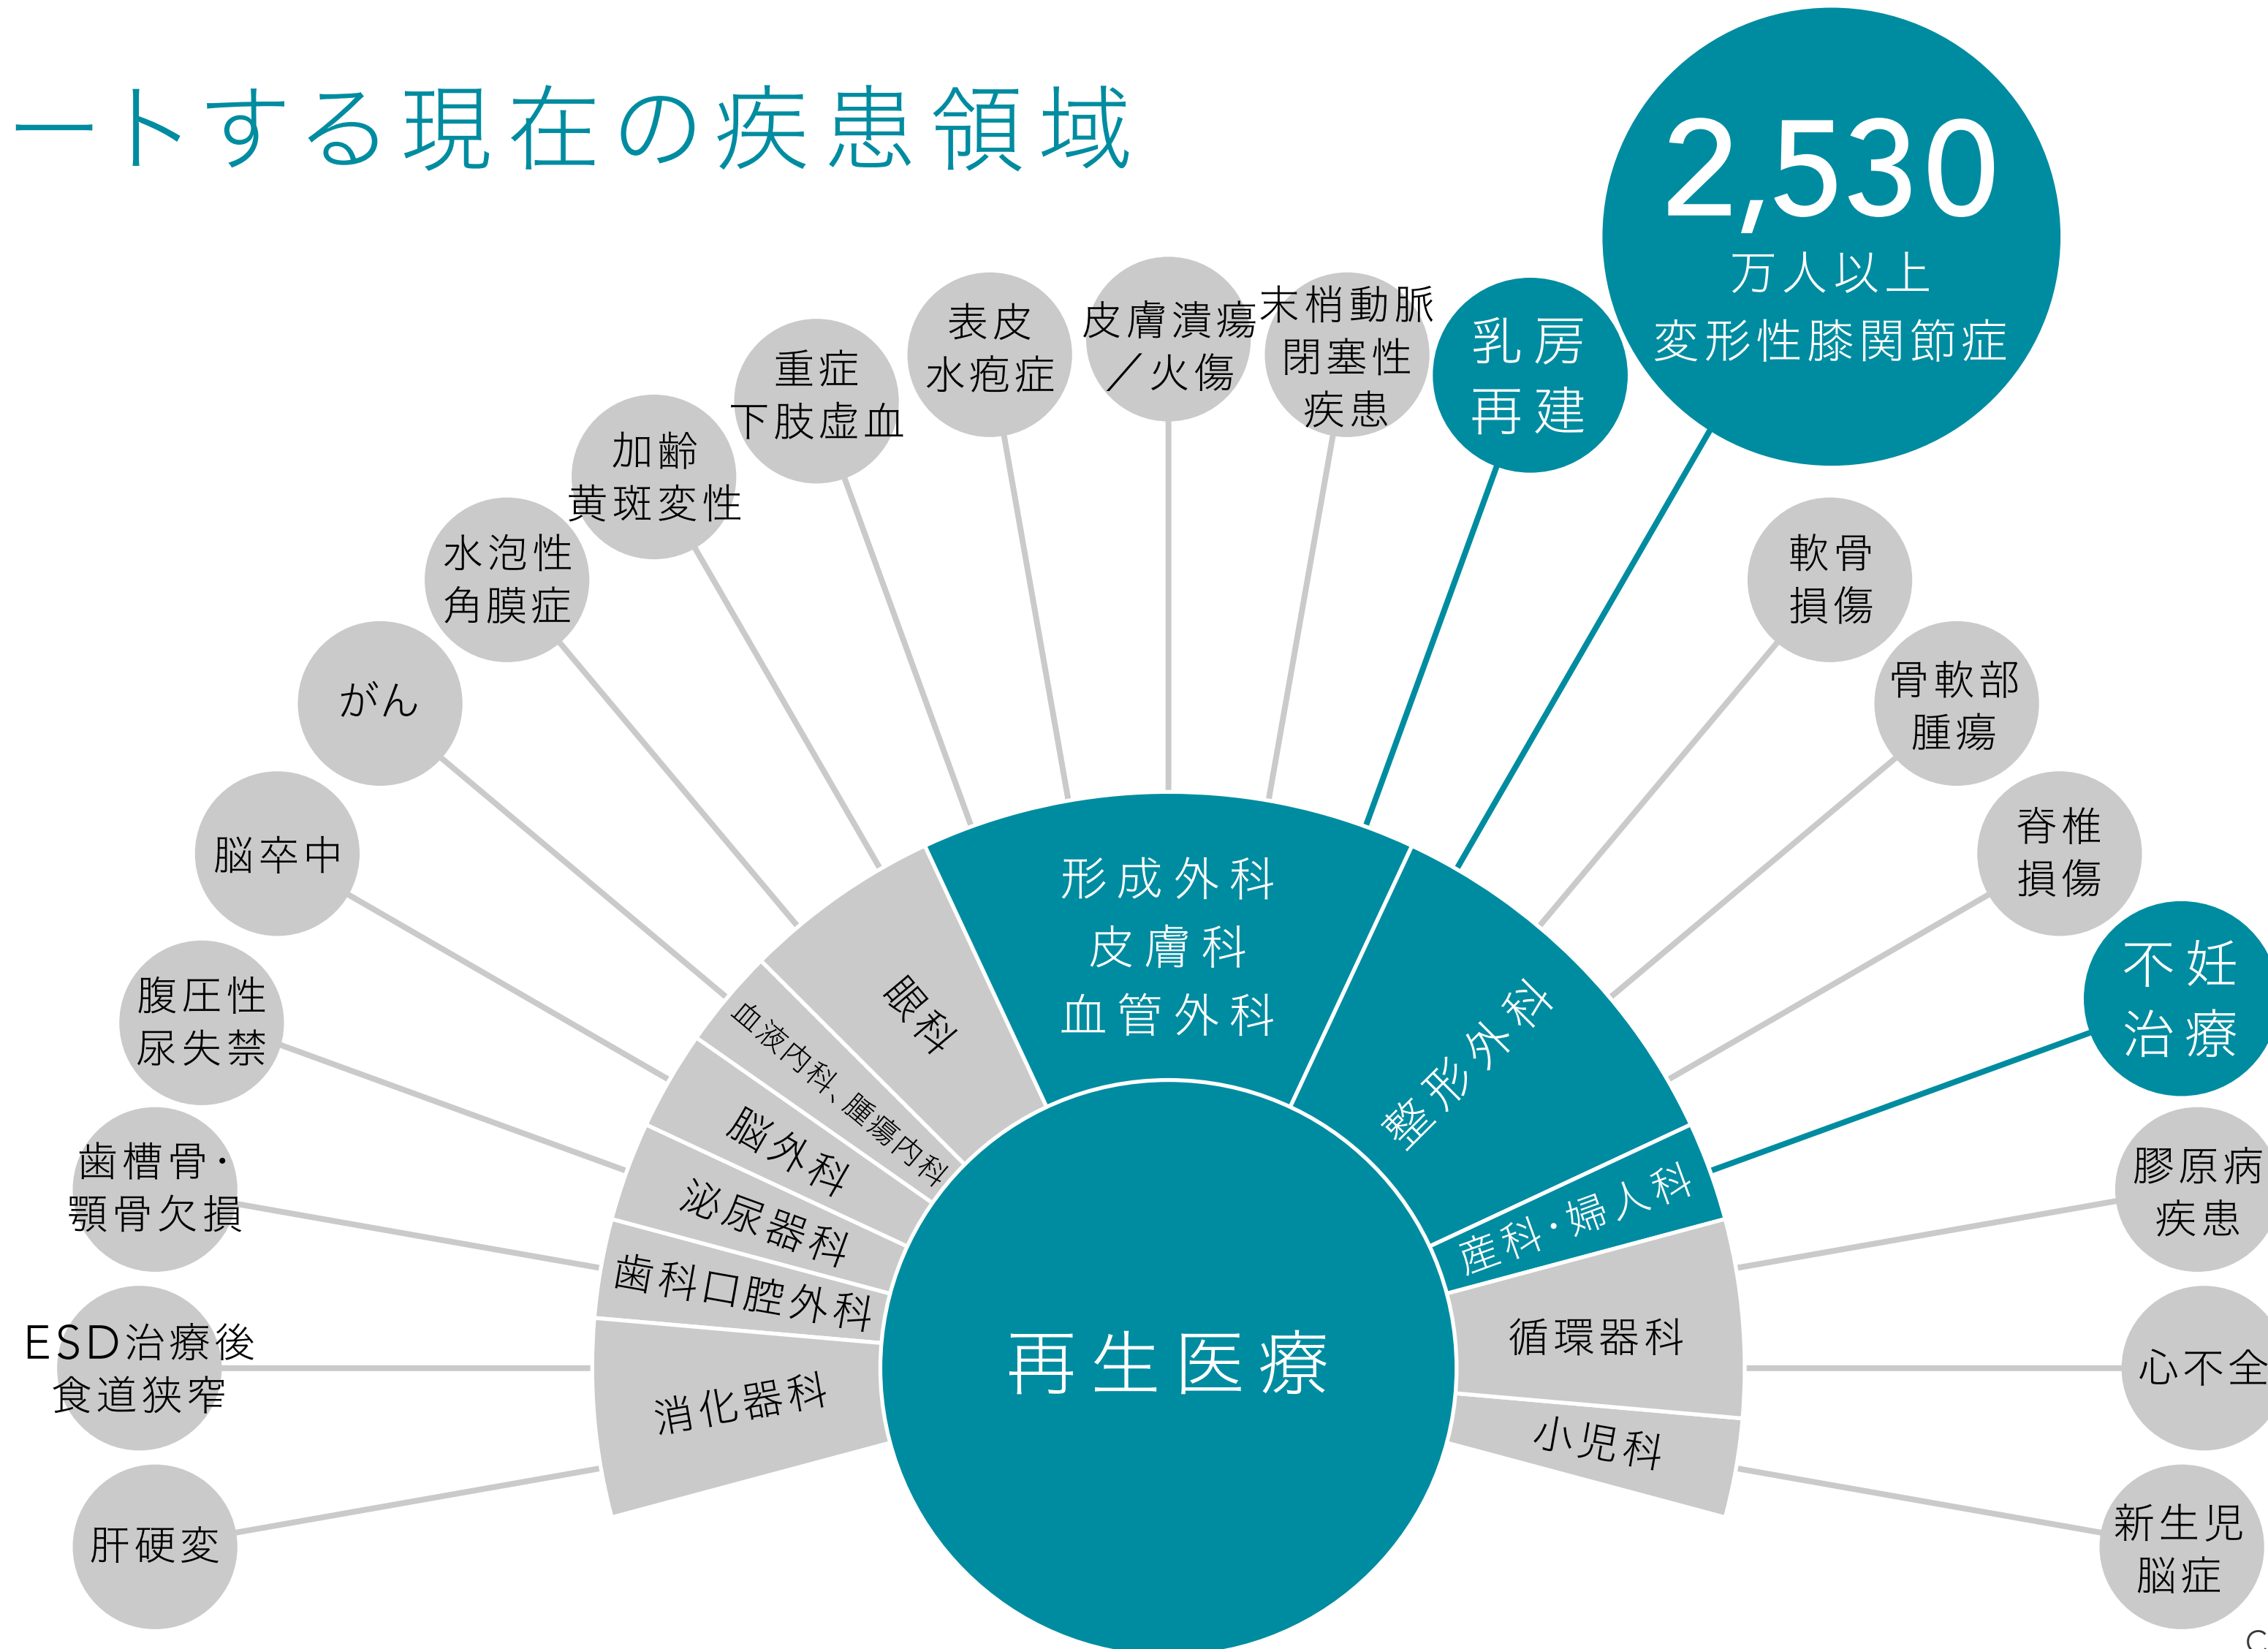 ートする現在の疾患領域
2,530
万人以上
変形性膝関節症
乳房
再建
末梢動脈
閉塞性
疾患
皮膚潰瘍
／火傷
表皮
水疱症
重症
下肢虚血
加齢
黄斑変性
水泡性
角膜症
がん
脳卒中
腹圧性
尿失禁
歯槽骨・
顎骨欠損
ESD治療後
食道狭窄
肝硬変
軟骨
損傷
骨軟部
腫瘍
脊椎
損傷
不妊
治療
膠原病
疾患
心不全
新生児
脳症
形成外科
皮膚科
血管外科
眼科
血液内科、腫瘍内科
脳外科
泌尿器科
歯科口腔外科
消化器科
整形外科
産科・婦人科
循環器科
小児科
再生医療